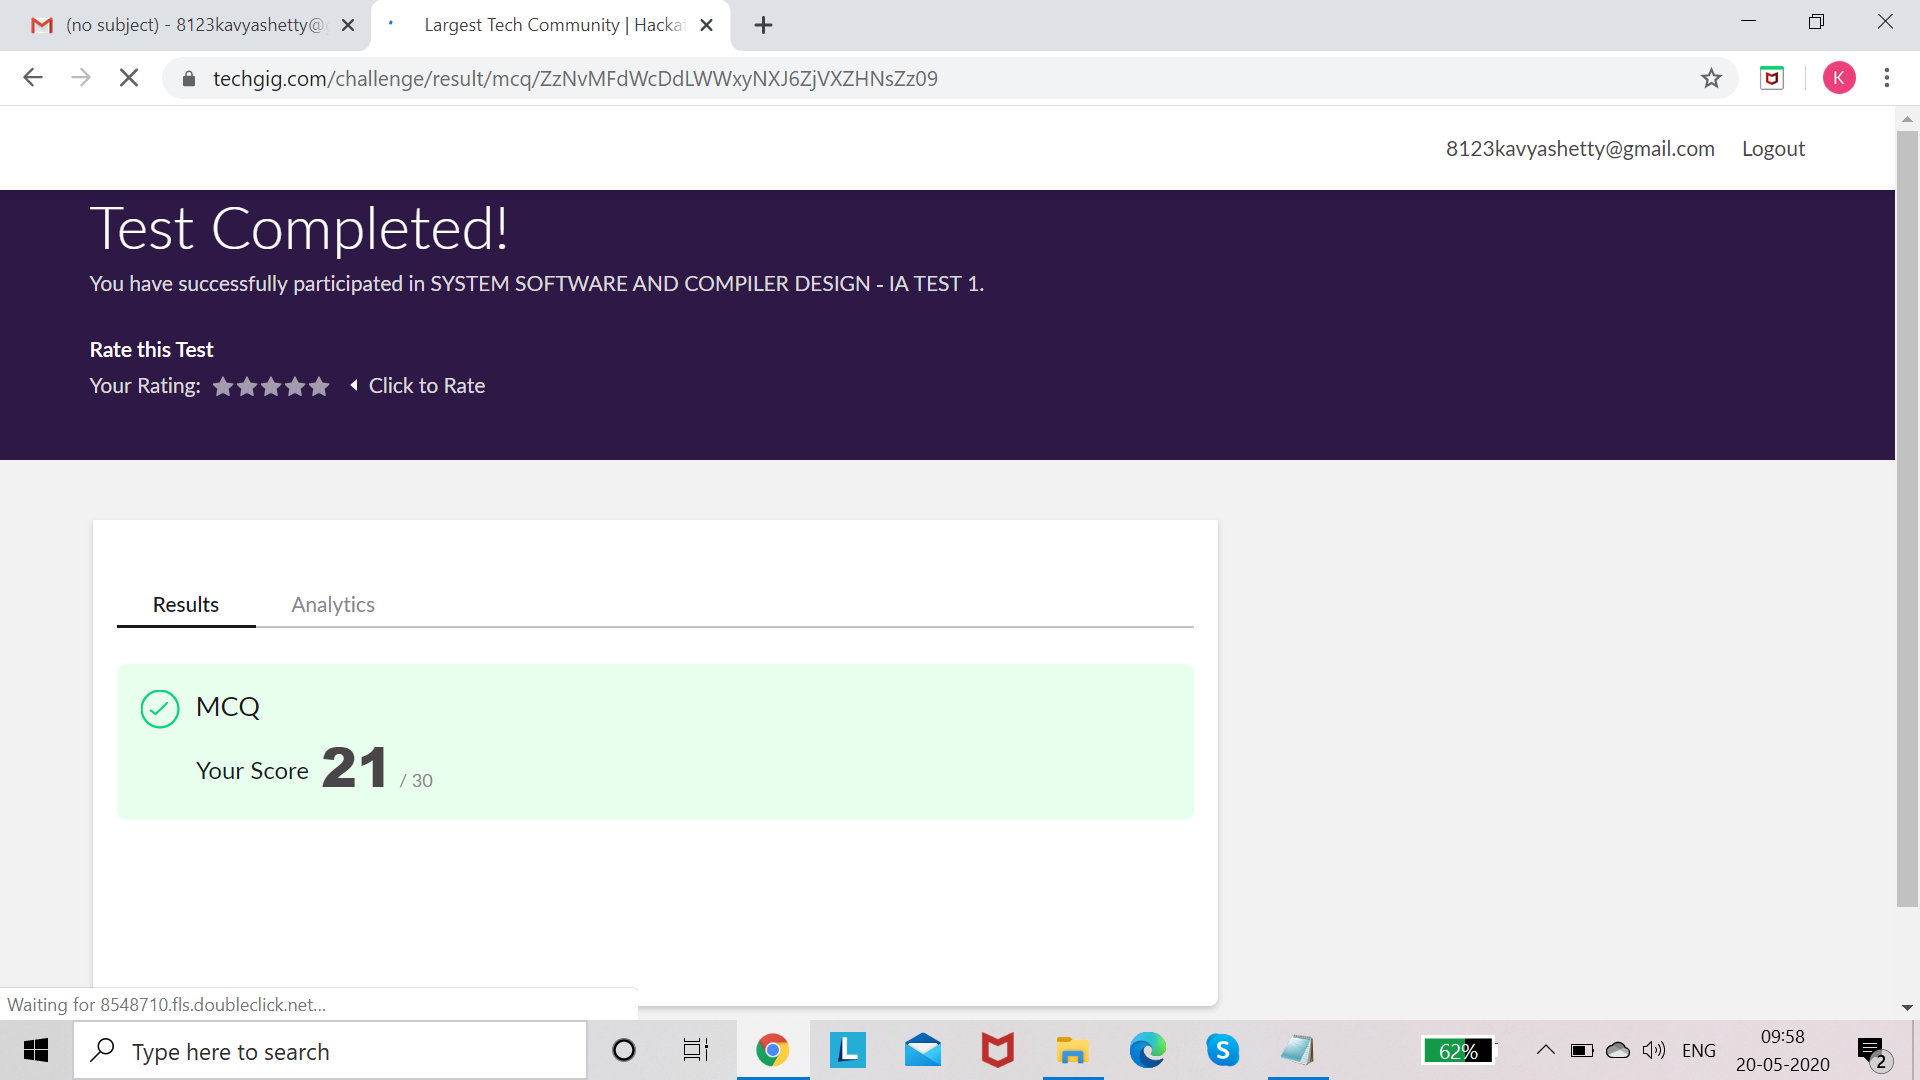 (no subject) - 8123kavyashetty@
Largest Tech Community | Hacka
techgig.com/challenge/result/mcq/ZzNvMFdWcDdLWWxyNXJ6ZjVXZHNsZz09
K
8123kavyashetty@gmail.com Logout
Test Completed!
You have successfully participated in SYSTEM SOFTWARE AND COMPILER DESIGN - IA TEST 1.
Rate this Test
Your Rating: Click to Rate
Results Analytics
MCQ
Your Score 21 / 30
Waiting for 8548710.fls.doubleclick.net...
Type here to search
L
S
62%
ENG
09:58
20-05-2020
2